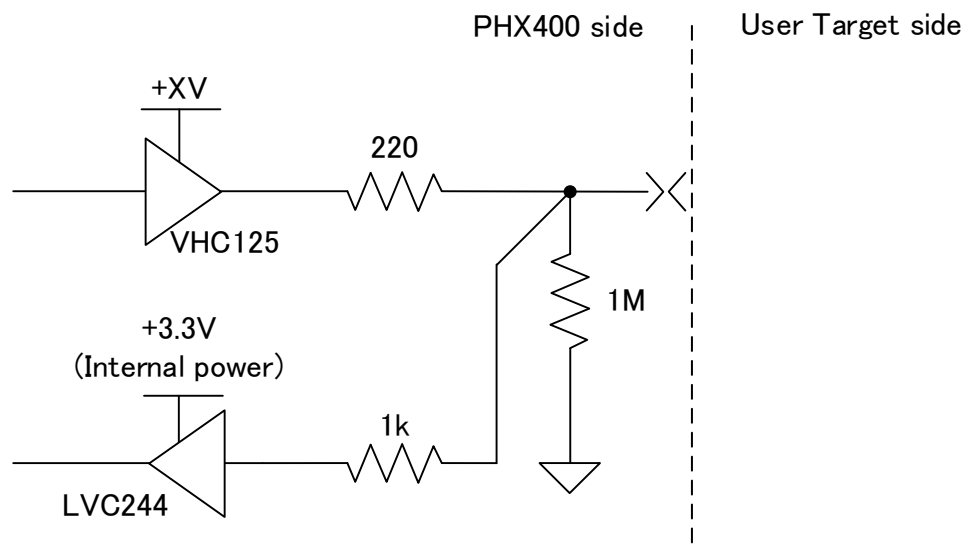 PHX400 side
User Target side
+XV
220
VHC125
1M
+3.3V
(Internal power)
1k
LVC244